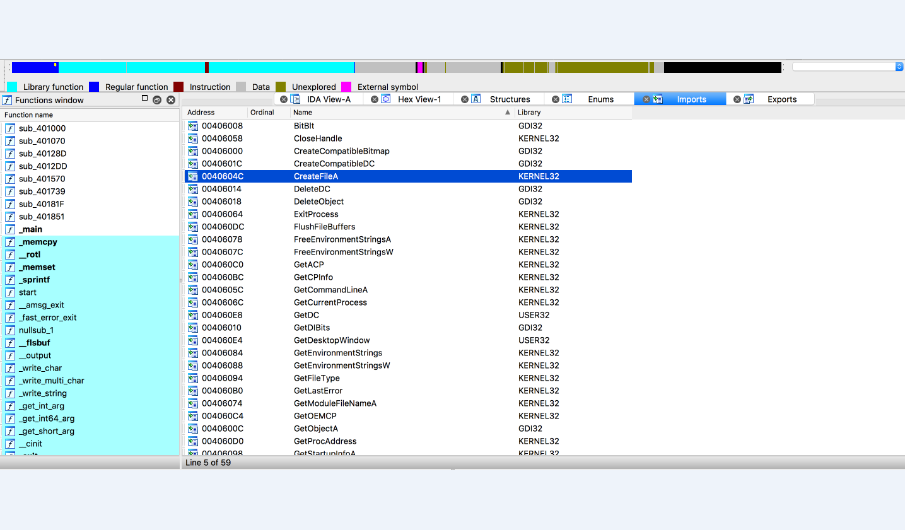 Library function Regular function Instruction Data Unexplored External symbol
Functions window
IDA View-A Hex View-1 Structures Enums Imports Exports
Function name
sub_401000
sub_401070
sub_40128D
sub_4012DD
sub_401570
sub_401739
sub_40181F
sub_401851
_main
_memcpy
__rotl
_memset
_sprintf
start
__amsg_exit
_fast_error_exit
nullsub_1
__flsbuf
__output
_write_char
_write_multi_char
_write_string
_get_int_arg
_get_int64_arg
_get_short_arg
__cinit
_exit
Address Ordinal Name Library
00406008 BitBlt GDI32
00406058 CloseHandle KERNEL32
00406000 CreateCompatibleBitmap GDI32
0040601C CreateCompatibleDC GDI32
0040604C CreateFileA KERNEL32
00406014 DeleteDC GDI32
00406018 DeleteObject GDI32
00406064 ExitProcess KERNEL32
004060DC FlushFileBuffers KERNEL32
00406078 FreeEnvironmentStringsA KERNEL32
0040607C FreeEnvironmentStringsW KERNEL32
004060C0 GetACP KERNEL32
004060BC GetCPInfo KERNEL32
0040605C GetCommandLineA KERNEL32
0040606C GetCurrentProcess KERNEL32
004060E8 GetDC USER32
00406010 GetDIBits GDI32
004060E4 GetDesktopWindow USER32
00406084 GetEnvironmentStrings KERNEL32
00406088 GetEnvironmentStringsW KERNEL32
00406094 GetFileType KERNEL32
004060B0 GetLastError KERNEL32
00406074 GetModuleFileNameA KERNEL32
004060C4 GetOEMCP KERNEL32
0040600C GetObjectA GDI32
004060D0 GetProcAddress KERNEL32
00406098 GetStartupInfoA KERNEL32
Line 5 of 59